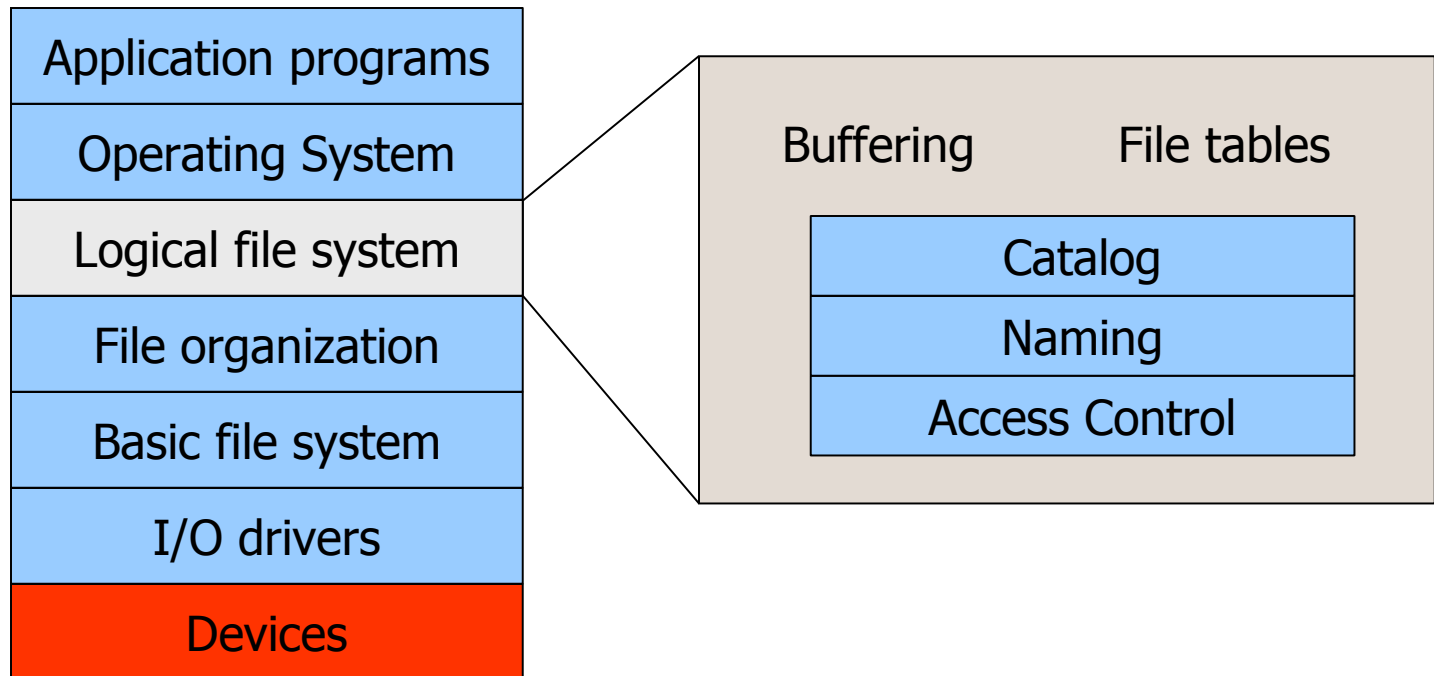 Application programs
Operating System
Logical file system
File organization
Basic file system
I/O drivers
Devices
Buffering File tables
Catalog
Naming
Access Control